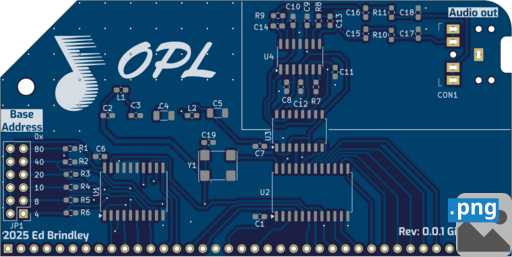 Audio out
C10
C9
R8
R9
C13
C14
C16
R11
C18
C15
R10
C17
OPL
U4
C11
CON1
L1
C8
C12
R7
C2
C3
C4
L2
C5
Base
Address
0x
U3
80
40
20
10
8
4
R1
R2
R3
R4
R5
R6
C6
C19
Y1
C7
U1
U2
C1
JP1
2025 Ed Brindley
Rev: 0.0.1
.png